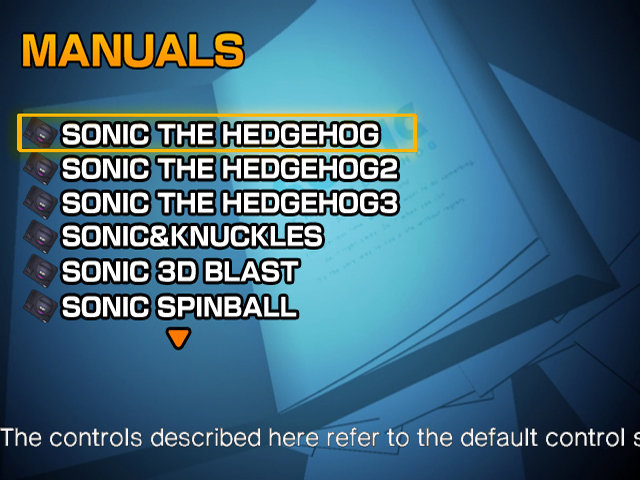 MANUALS
SONIC THE HEDGEHOG
SONIC THE HEDGEHOG2
SONIC THE HEDGEHOG3
SONIC&KNUCKLES
SONIC 3D BLAST
SONIC SPINBALL
The controls described here refer to the default control s